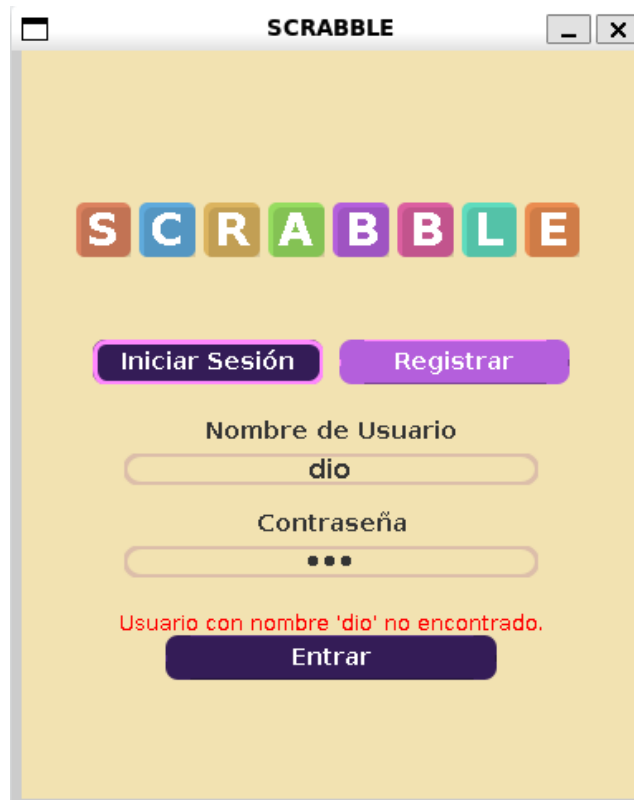 SCRABBLE
SCRABBLE
Iniciar Sesión Registrar
Nombre de Usuario
dio
Contraseña
•••
Usuario con nombre 'dio' no encontrado.
Entrar